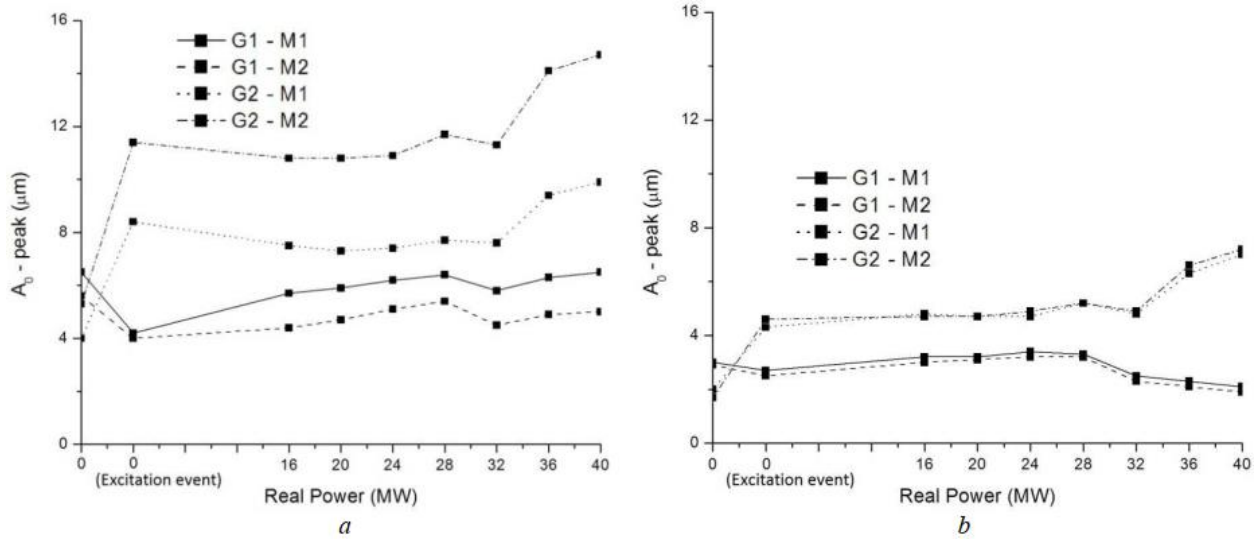 16
12
8
4
0
A0 - peak (μm)
G1 - M1
G1 - M2
G2 - M1
G2 - M2
0 0 16 20 24 28 32 36 40
(Excitation event)
Real Power (MW)
a
16
12
8
4
0
A0 - peak (μm)
G1 - M1
G1 - M2
G2 - M1
G2 - M2
0 0 16 20 24 28 32 36 40
(Excitation event)
Real Power (MW)
b